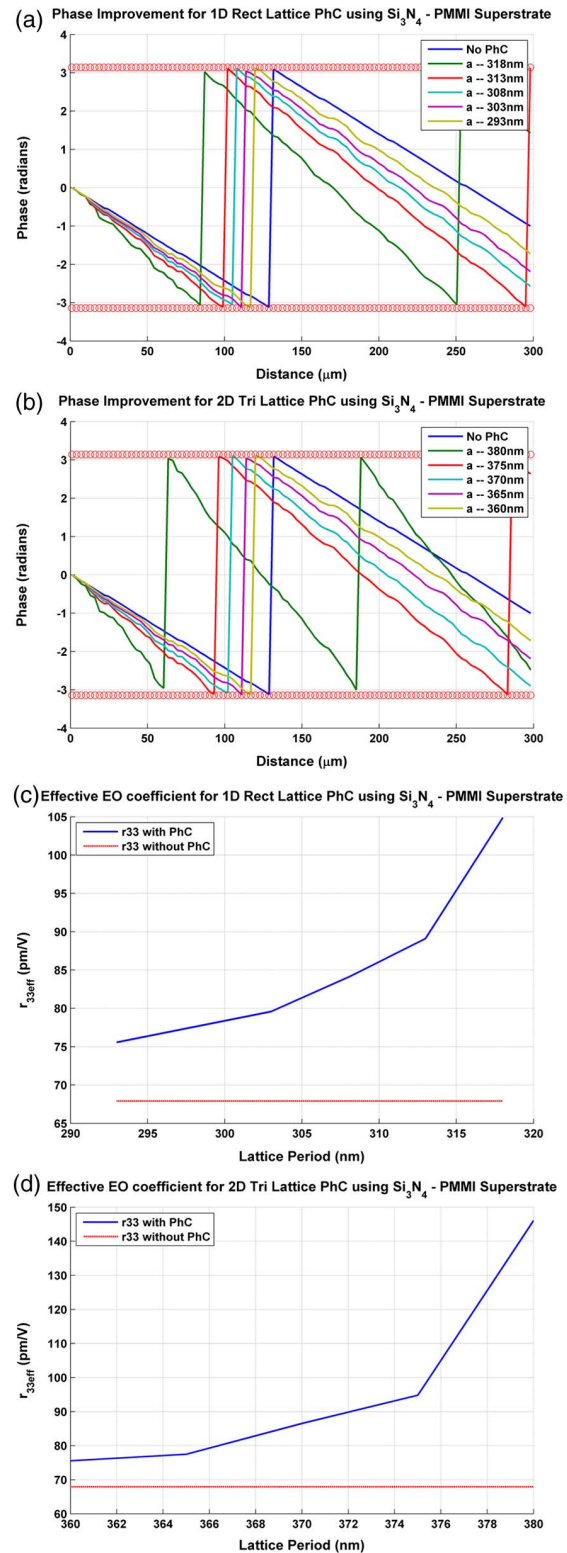 (a)
Phase Improvement for 1D Rect Lattice PhC using Si3N4 - PMMI Superstrate
4
3
2
1
0
-1
-2
-3
-4
Phase (radians)
No PhC
a -- 318nm
a -- 313nm
a -- 308nm
a -- 303nm
a -- 293nm
0
50
100
150
200
250
300
Distance (μm)
(b)
Phase Improvement for 2D Tri Lattice PhC using Si3N4 - PMMI Superstrate
4
3
2
1
0
-1
-2
-3
-4
Phase (radians)
No PhC
a -- 380nm
a -- 375nm
a -- 370nm
a -- 365nm
a -- 360nm
0
50
100
150
200
250
300
Distance (μm)
(c)
Effective EO coefficient for 1D Rect Lattice PhC using Si3N4 - PMMI Superstrate
105
100
95
90
85
80
75
70
65
r33eff (pm/V)
r33 with PhC
r33 without PhC
290
295
300
305
310
315
320
Lattice Period (nm)
(d)
Effective EO coefficient for 2D Tri Lattice PhC using Si3N4 - PMMI Superstrate
150
140
130
120
110
100
90
80
70
60
r33eff (pm/V)
r33 with PhC
r33 without PhC
360
362
364
366
368
370
372
374
376
378
380
Lattice Period (nm)